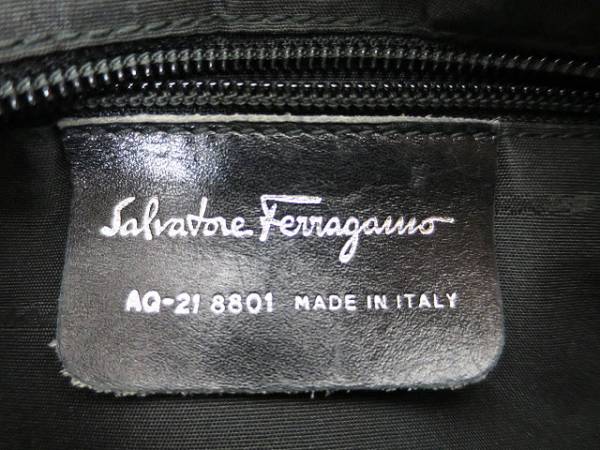 Salvatore Ferragamo
AQ-21 8801 MADE IN ITALY